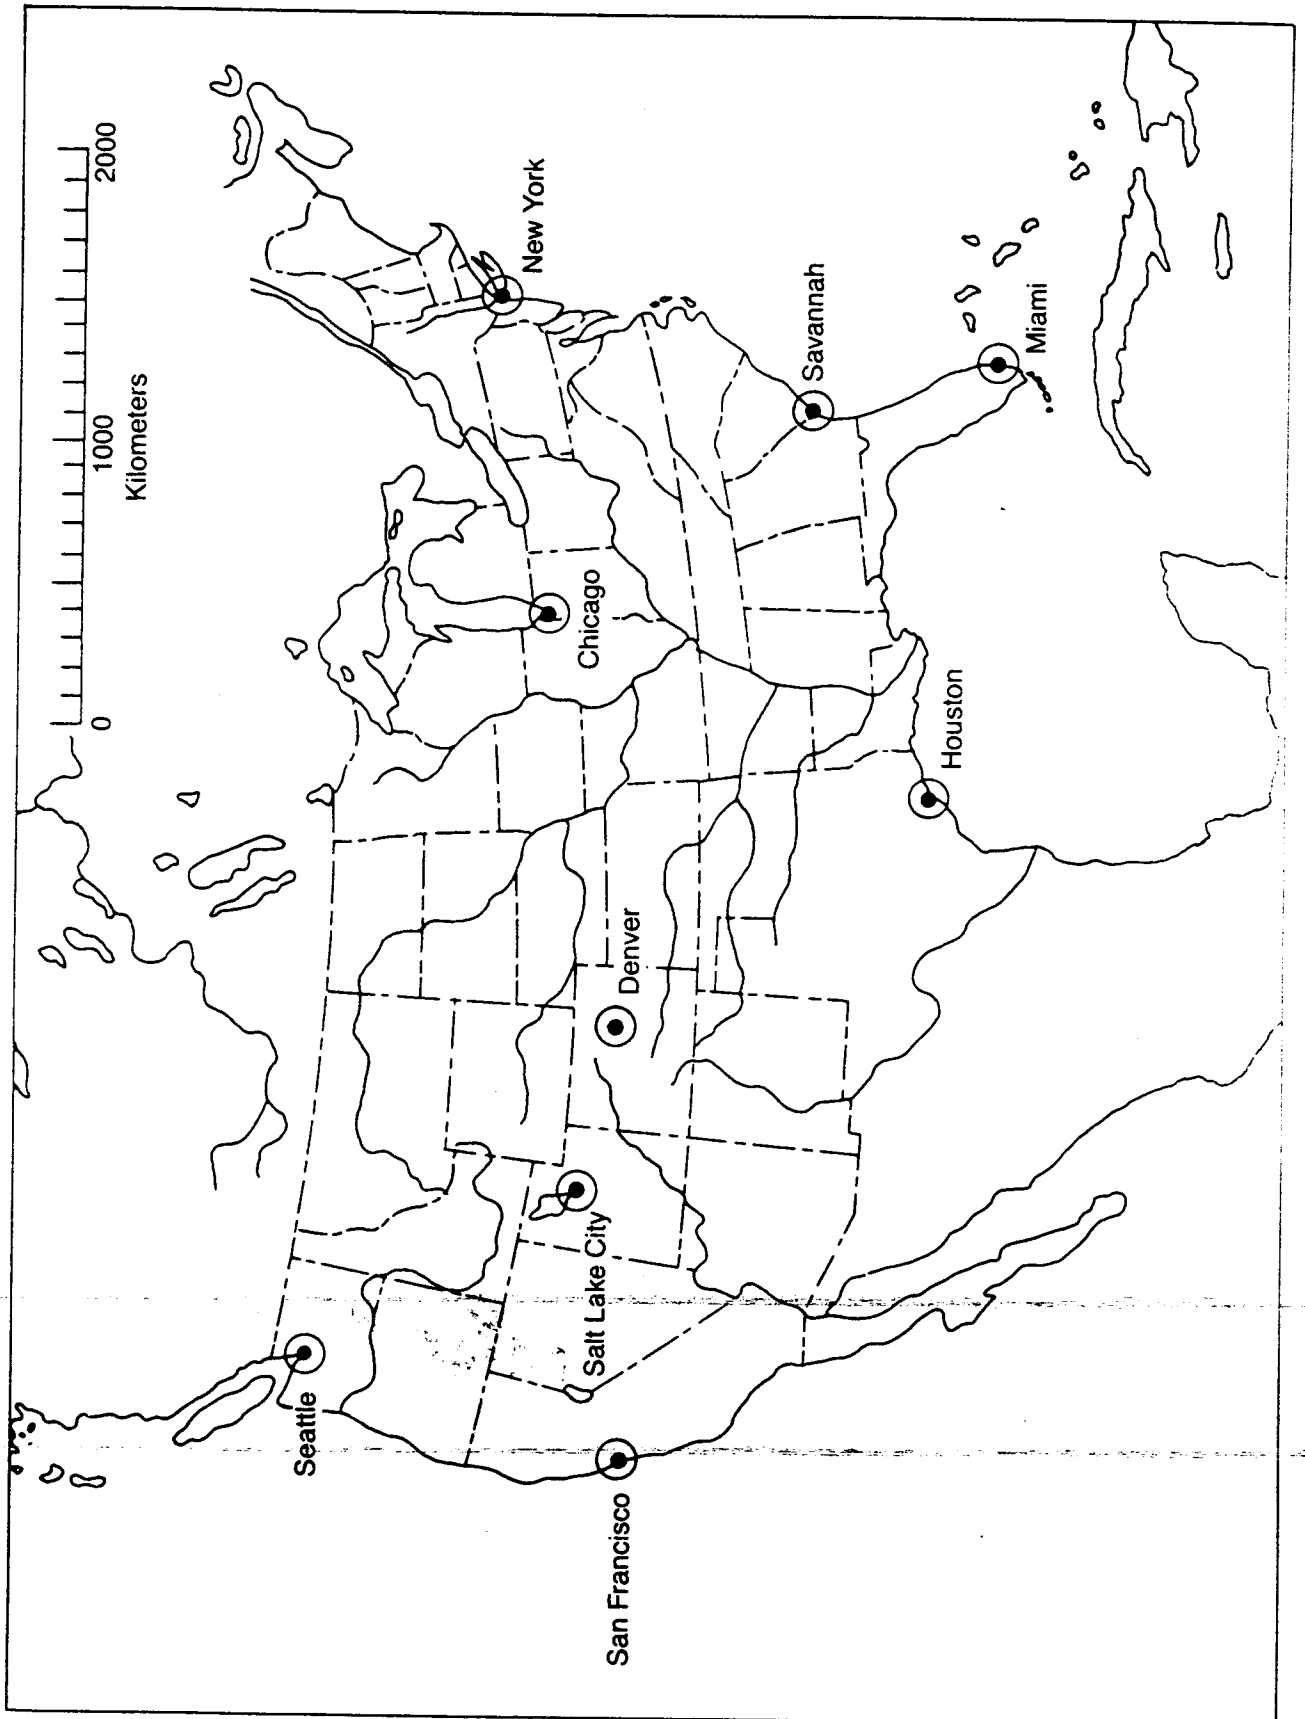 0
1000
2000
Kilometers
Seattle
San Francisco
Salt Lake City
Denver
Chicago
New York
Houston
Savannah
Miami